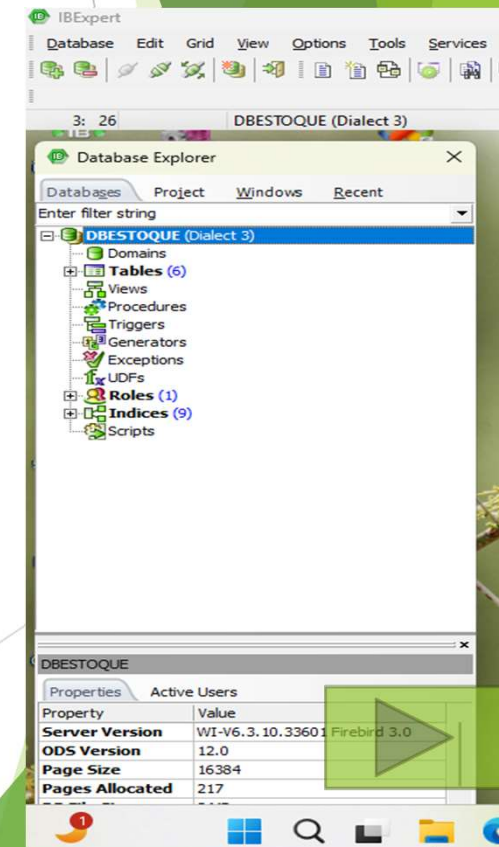 IBExpert
Database Edit Grid View Options Tools Services
3: 26 DBESTOQUE (Dialect 3)
Database Explorer
Databases Project Windows Recent
Enter filter string
DBESTOQUE (Dialect 3)
Domains
Tables (6)
Views
Procedures
Triggers
Generators
Exceptions
fx UDFs
Roles (1)
Indices (9)
Scripts
DBESTOQUE
Properties Active Users
Property Value
Server Version WI-V6.3.10.33601 Firebird 3.0
ODS Version 12.0
Page Size 16384
Pages Allocated 217
1